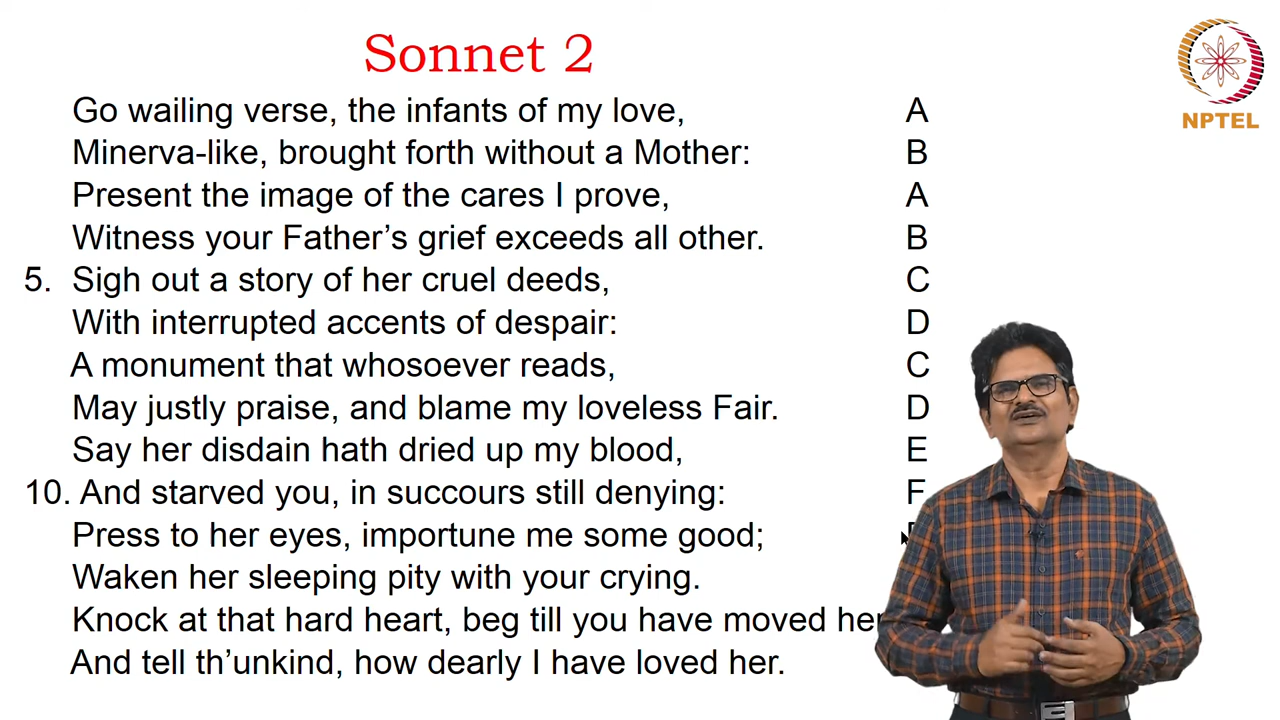 Sonnet 2
NPTEL
Go wailing verse, the infants of my love, A
Minerva-like, brought forth without a Mother: B
Present the image of the cares I prove, A
Witness your Father’s grief exceeds all other. B
5. Sigh out a story of her cruel deeds, C
With interrupted accents of despair: D
A monument that whosoever reads, C
May justly praise, and blame my loveless Fair. D
Say her disdain hath dried up my blood, E
10. And starved you, in succours still denying: F
Press to her eyes, importune me some good;
Waken her sleeping pity with your crying.
Knock at that hard heart, beg till you have moved her
And tell th’unkind, how dearly I have loved her.